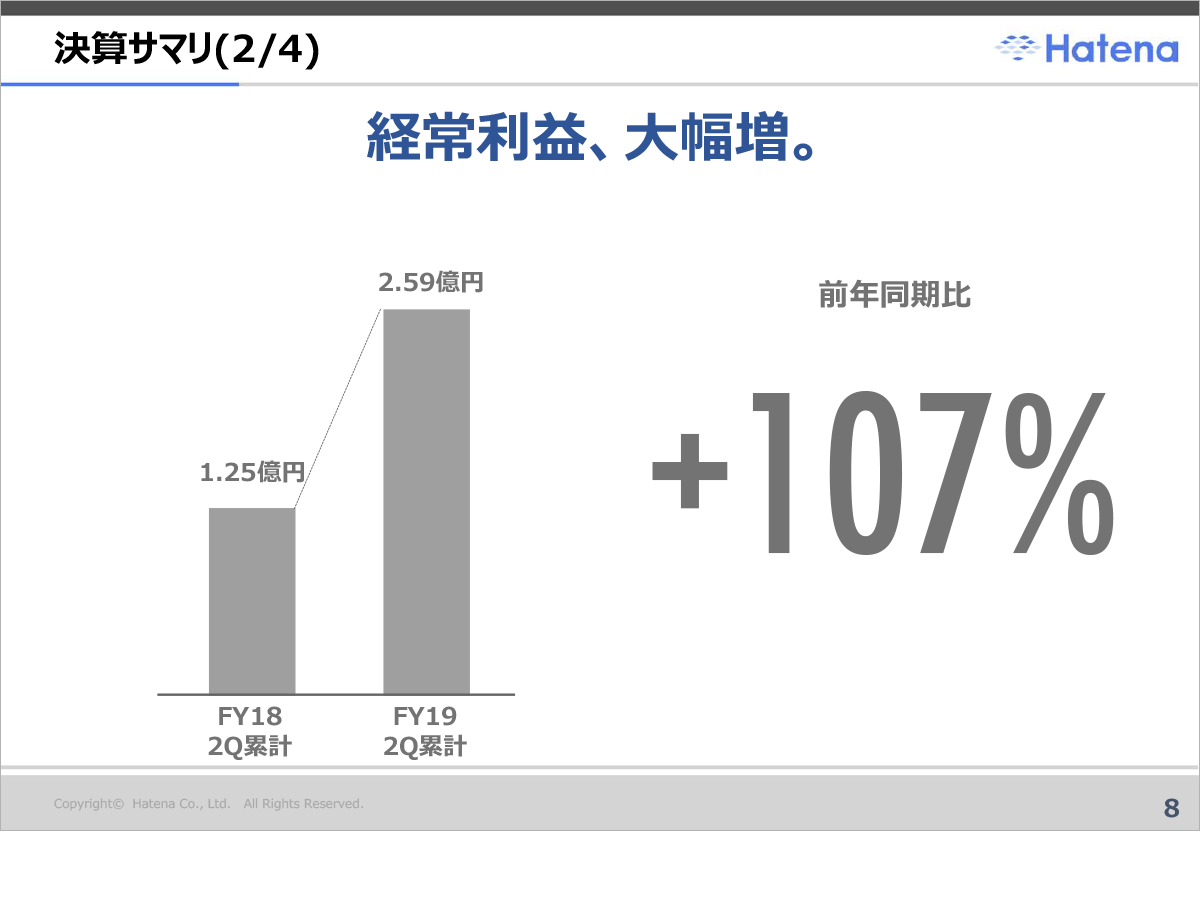 決算サマリ(2/4)
Hatena
経常利益、大幅増。
2.59億円
1.25億円
FY18
2Q累計
FY19
2Q累計
前年同期比
+107%
Copyright© Hatena Co., Ltd. All Rights Reserved.
8